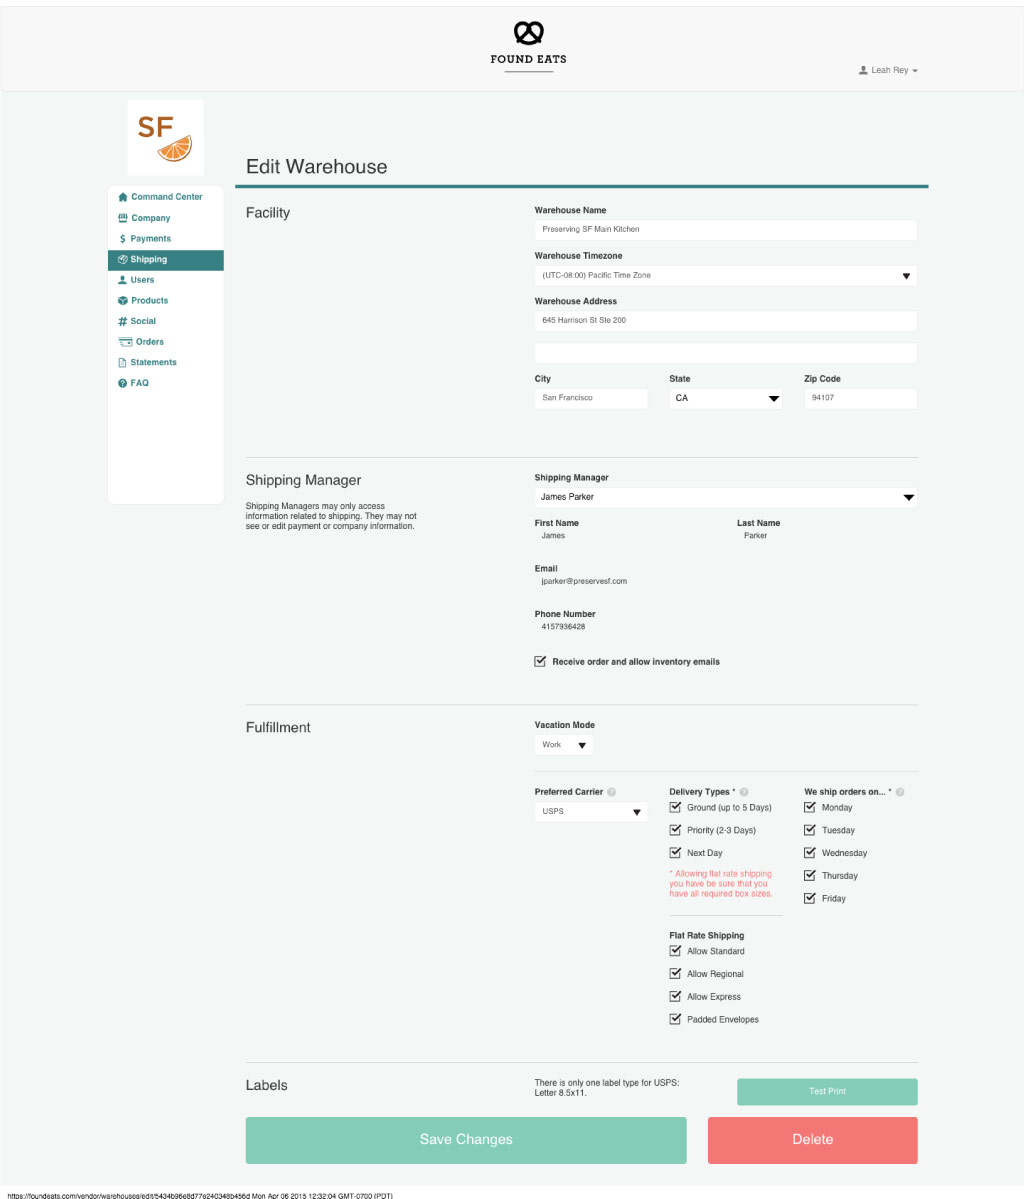 FOUND EATS
Leah Rey
SF
Edit Warehouse
Command Center
Company
Payments
Shipping
Users
Products
Social
Orders
Statements
FAQ
Facility
Warehouse Name
Preserving SF Main Kitchen
Warehouse Timezone
(UTC-08:00) Pacific Time Zone
Warehouse Address
645 Harrison St Ste 200
City State Zip Code
San Francisco CA 94107
Shipping Manager
Shipping Managers may only access
information related to shipping. They may not
see or edit payment or company information.
Shipping Manager
James Parker
First Name Last Name
James Parker
Email
jparker@preservesf.com
Phone Number
4157936428
Receive order and allow inventory emails
Fulfillment
Vacation Mode
Work
Preferred Carrier ?
USPS
Delivery Types * ?
Ground (up to 5 Days)
Priority (2-3 Days)
Next Day
* Allowing flat rate shipping
you have be sure that you
have all required box sizes.
Flat Rate Shipping
Allow Standard
Allow Regional
Allow Express
Padded Envelopes
We ship orders on... * ?
Monday
Tuesday
Wednesday
Thursday
Friday
Labels
There is only one label type for USPS:
Letter 8.5x11.
Test Print
Save Changes
Delete
https://foundeats.com/vendor/warehouses/edit/5434b96e8d77e240348b456d Mon Apr 06 2015 12:32:04 GMT-0700 (PDT)